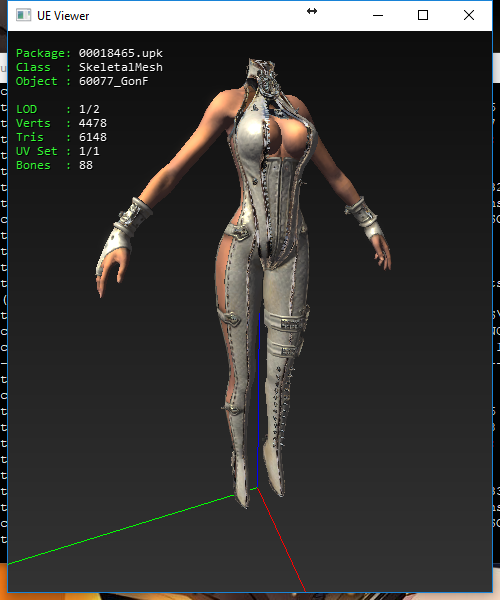 UE Viewer
Package: 00018465.upk
Class : SkeletalMesh
Object : 60077_GonF
LOD : 1/2
Verts : 4478
Tris : 6148
UV Set : 1/1
Bones : 88